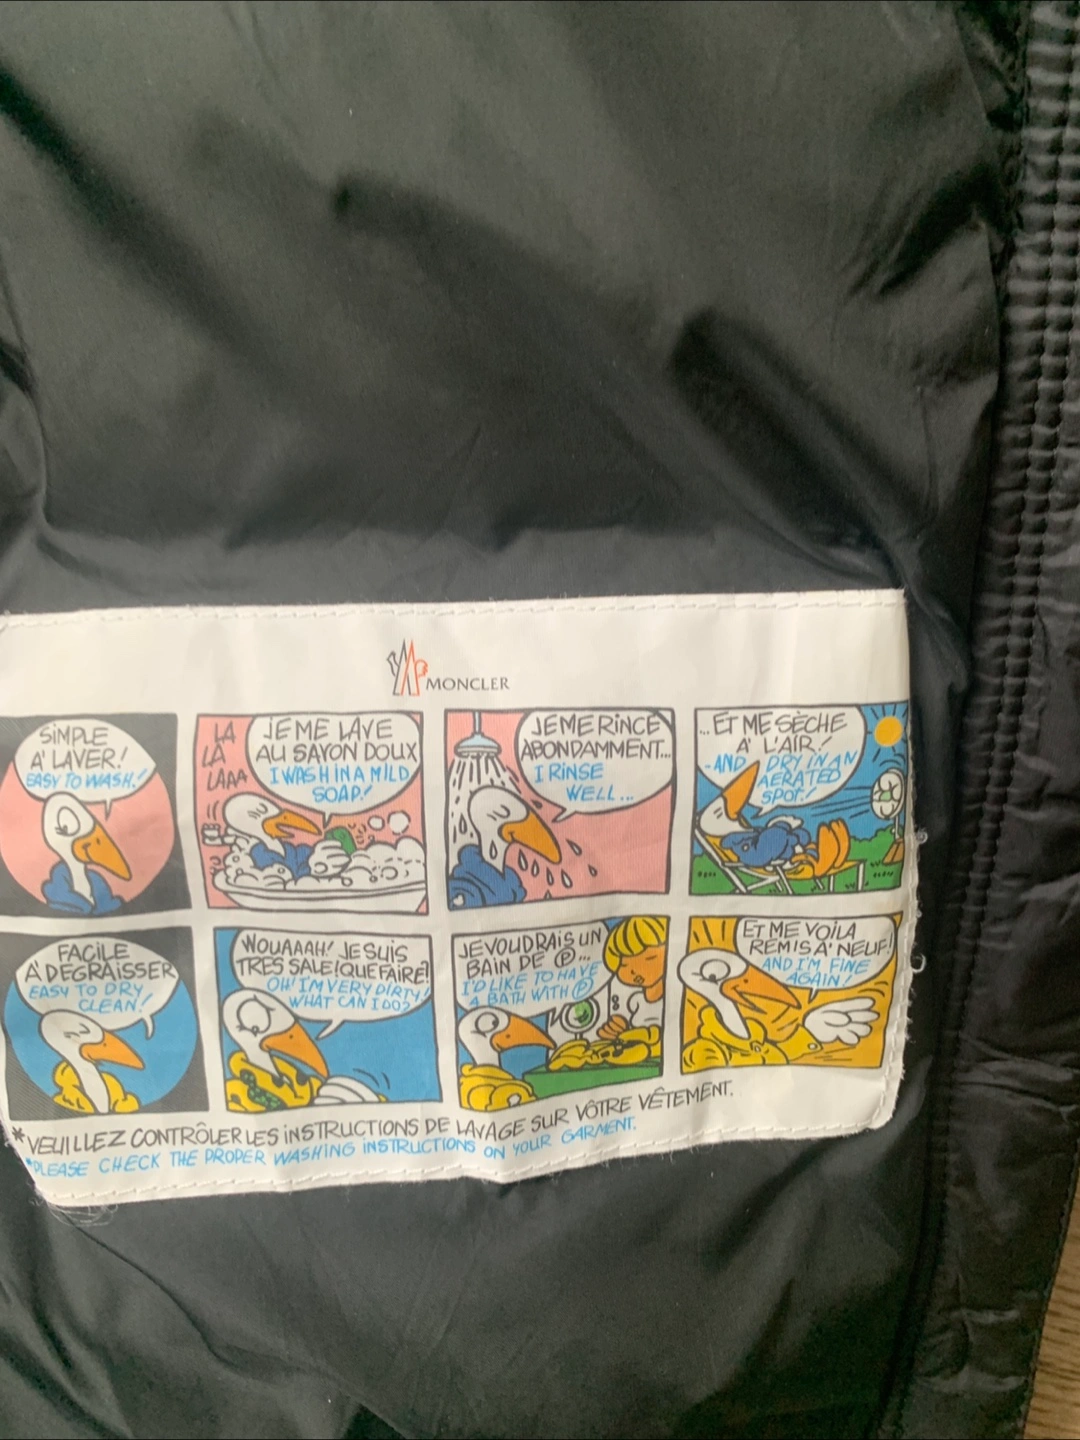 MONCLER
SIMPLE
A' LAVER!
EASY TO WASH!
LA
LA
LAAA
JE ME LAVE
AU SAVON DOUX
I WASH IN A MILD
SOAP!
JE ME RINCE
ABONDAMMENT...
I RINSE
WELL...
...ET ME SÈCHE
A' L'AIR!
-AND DRY IN AN
AERATED
SPOT!
FACILE
A' DEGRAISSER
EASY TO DRY
CLEAN!
WOUAAAH! JE SUIS
TRES SALE! QUE FAIRE?
OH! I'M VERY DIRTY!
WHAT CAN I DO?
JE VOUDRAIS UN
BAIN DE Ⓟ...
I'D LIKE TO HAVE
A BATH WITH Ⓟ
ET ME VOILA
REMIS A' NEUF!
AND I'M FINE
AGAIN!
*VEUILLEZ CONTRÔLER LES INSTRUCTIONS DE LAVAGE SUR VÔTRE VÊTEMENT.
*PLEASE CHECK THE PROPER WASHING INSTRUCTIONS ON YOUR GARMENT.